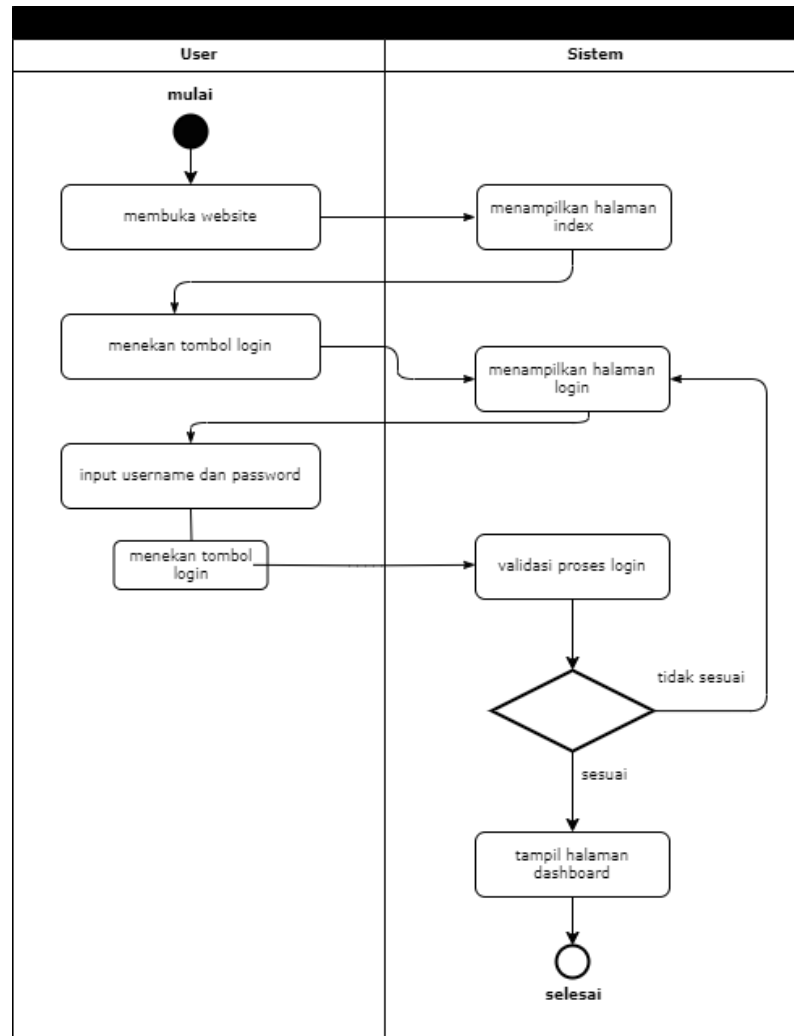 User
Sistem
mulai
membuka website
menampilkan halaman
index
menekan tombol login
menampilkan halaman
login
input username dan password
menekan tombol
login
validasi proses login
tidak sesuai
sesuai
tampil halaman
dashboard
selesai